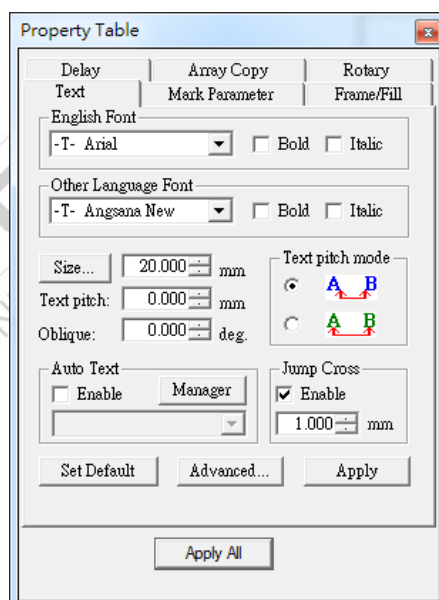 Property Table
Delay Array Copy Rotary
Text Mark Parameter Frame/Fill
English Font
-T- Arial Bold Italic
Other Language Font
-T- Angsana New Bold Italic
Size... 20.000 mm
Text pitch: 0.000 mm
Oblique: 0.000 deg.
Text pitch mode
A B
A B
Auto Text
Enable Manager
Jump Cross
Enable
1.000 mm
Set Default Advanced... Apply
Apply All